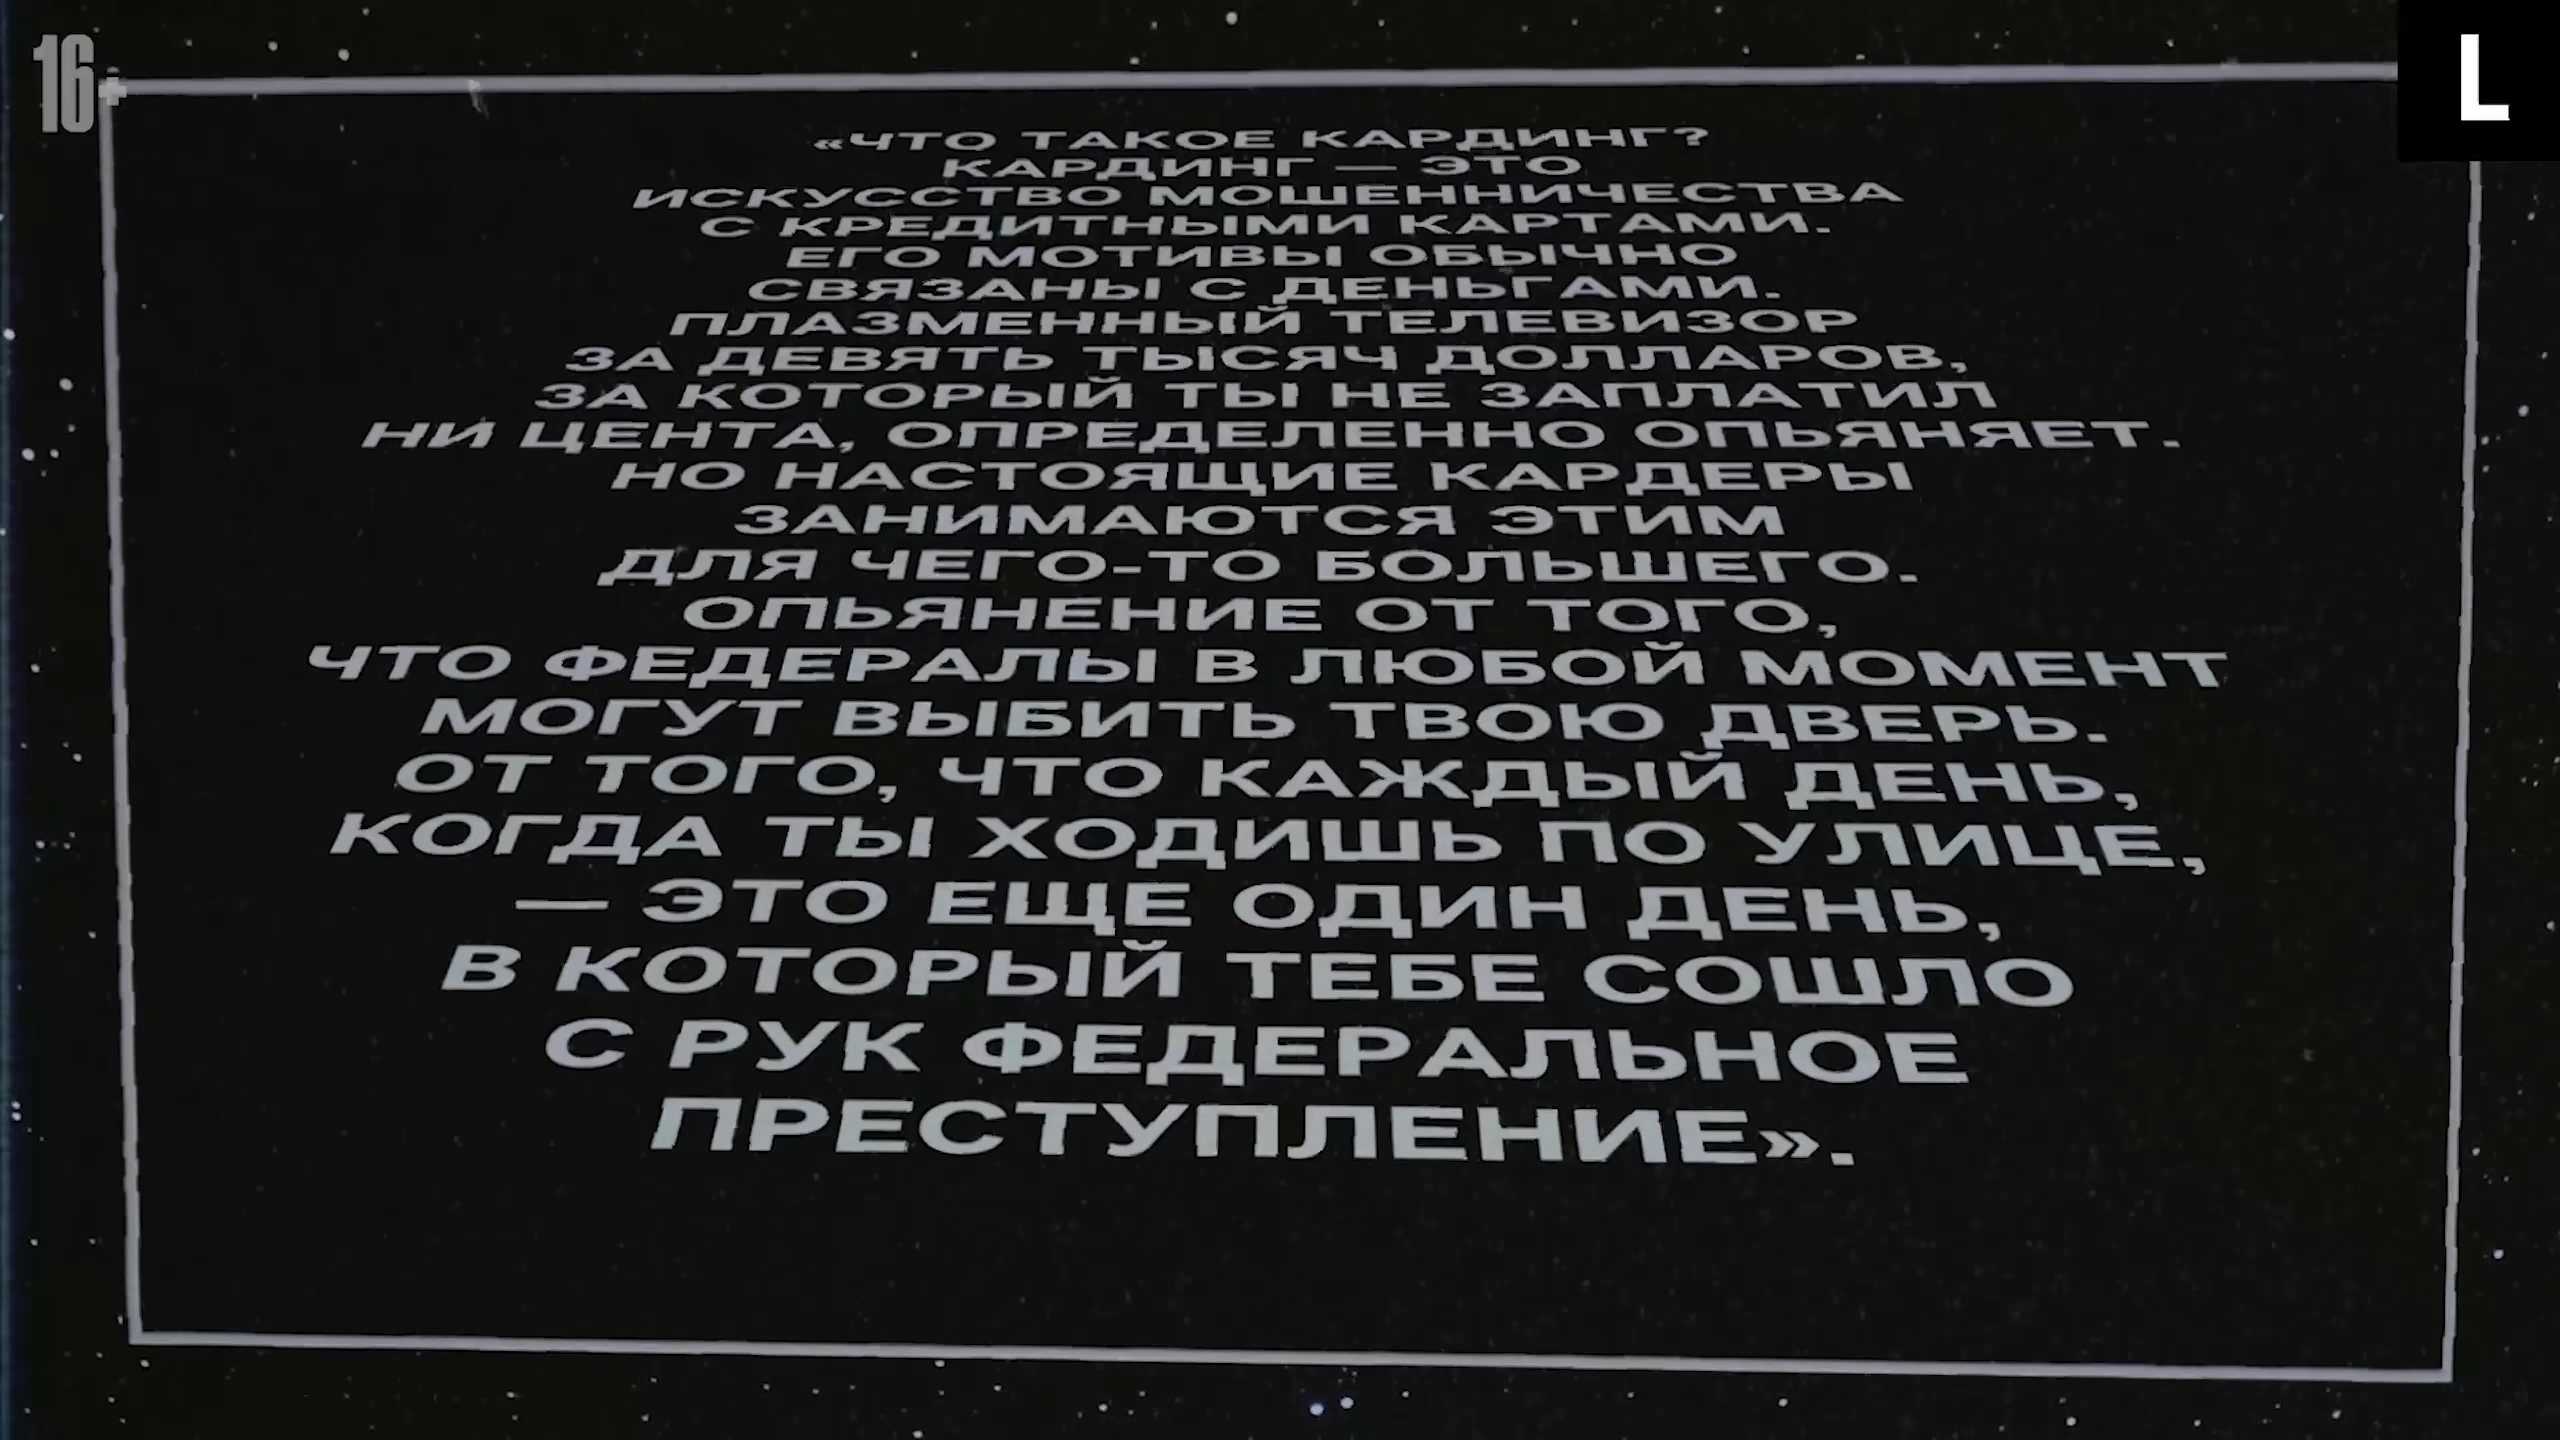 16+
L
«ЧТО ТАКОЕ КАРДИНГ?
КАРДИНГ — ЭТО
ИСКУССТВО МОШЕННИЧЕСТВА
С КРЕДИТНЫМИ КАРТАМИ.
ЕГО МОТИВЫ ОБЫЧНО
СВЯЗАНЫ С ДЕНЬГАМИ.
ПЛАЗМЕННЫЙ ТЕЛЕВИЗОР
ЗА ДЕВЯТЬ ТЫСЯЧ ДОЛЛАРОВ,
ЗА КОТОРЫЙ ТЫ НЕ ЗАПЛАТИЛ
НИ ЦЕНТА, ОПРЕДЕЛЕННО ОПЬЯНЯЕТ.
НО НАСТОЯЩИЕ КАРДЕРЫ
ЗАНИМАЮТСЯ ЭТИМ
ДЛЯ ЧЕГО-ТО БОЛЬШЕГО.
ОПЬЯНЕНИЕ ОТ ТОГО,
ЧТО ФЕДЕРАЛЫ В ЛЮБОЙ МОМЕНТ
МОГУТ ВЫБИТЬ ТВОЮ ДВЕРЬ.
ОТ ТОГО, ЧТО КАЖДЫЙ ДЕНЬ,
КОГДА ТЫ ХОДИШЬ ПО УЛИЦЕ,
— ЭТО ЕЩЕ ОДИН ДЕНЬ,
В КОТОРЫЙ ТЕБЕ СОШЛО
С РУК ФЕДЕРАЛЬНОЕ
ПРЕСТУПЛЕНИЕ».